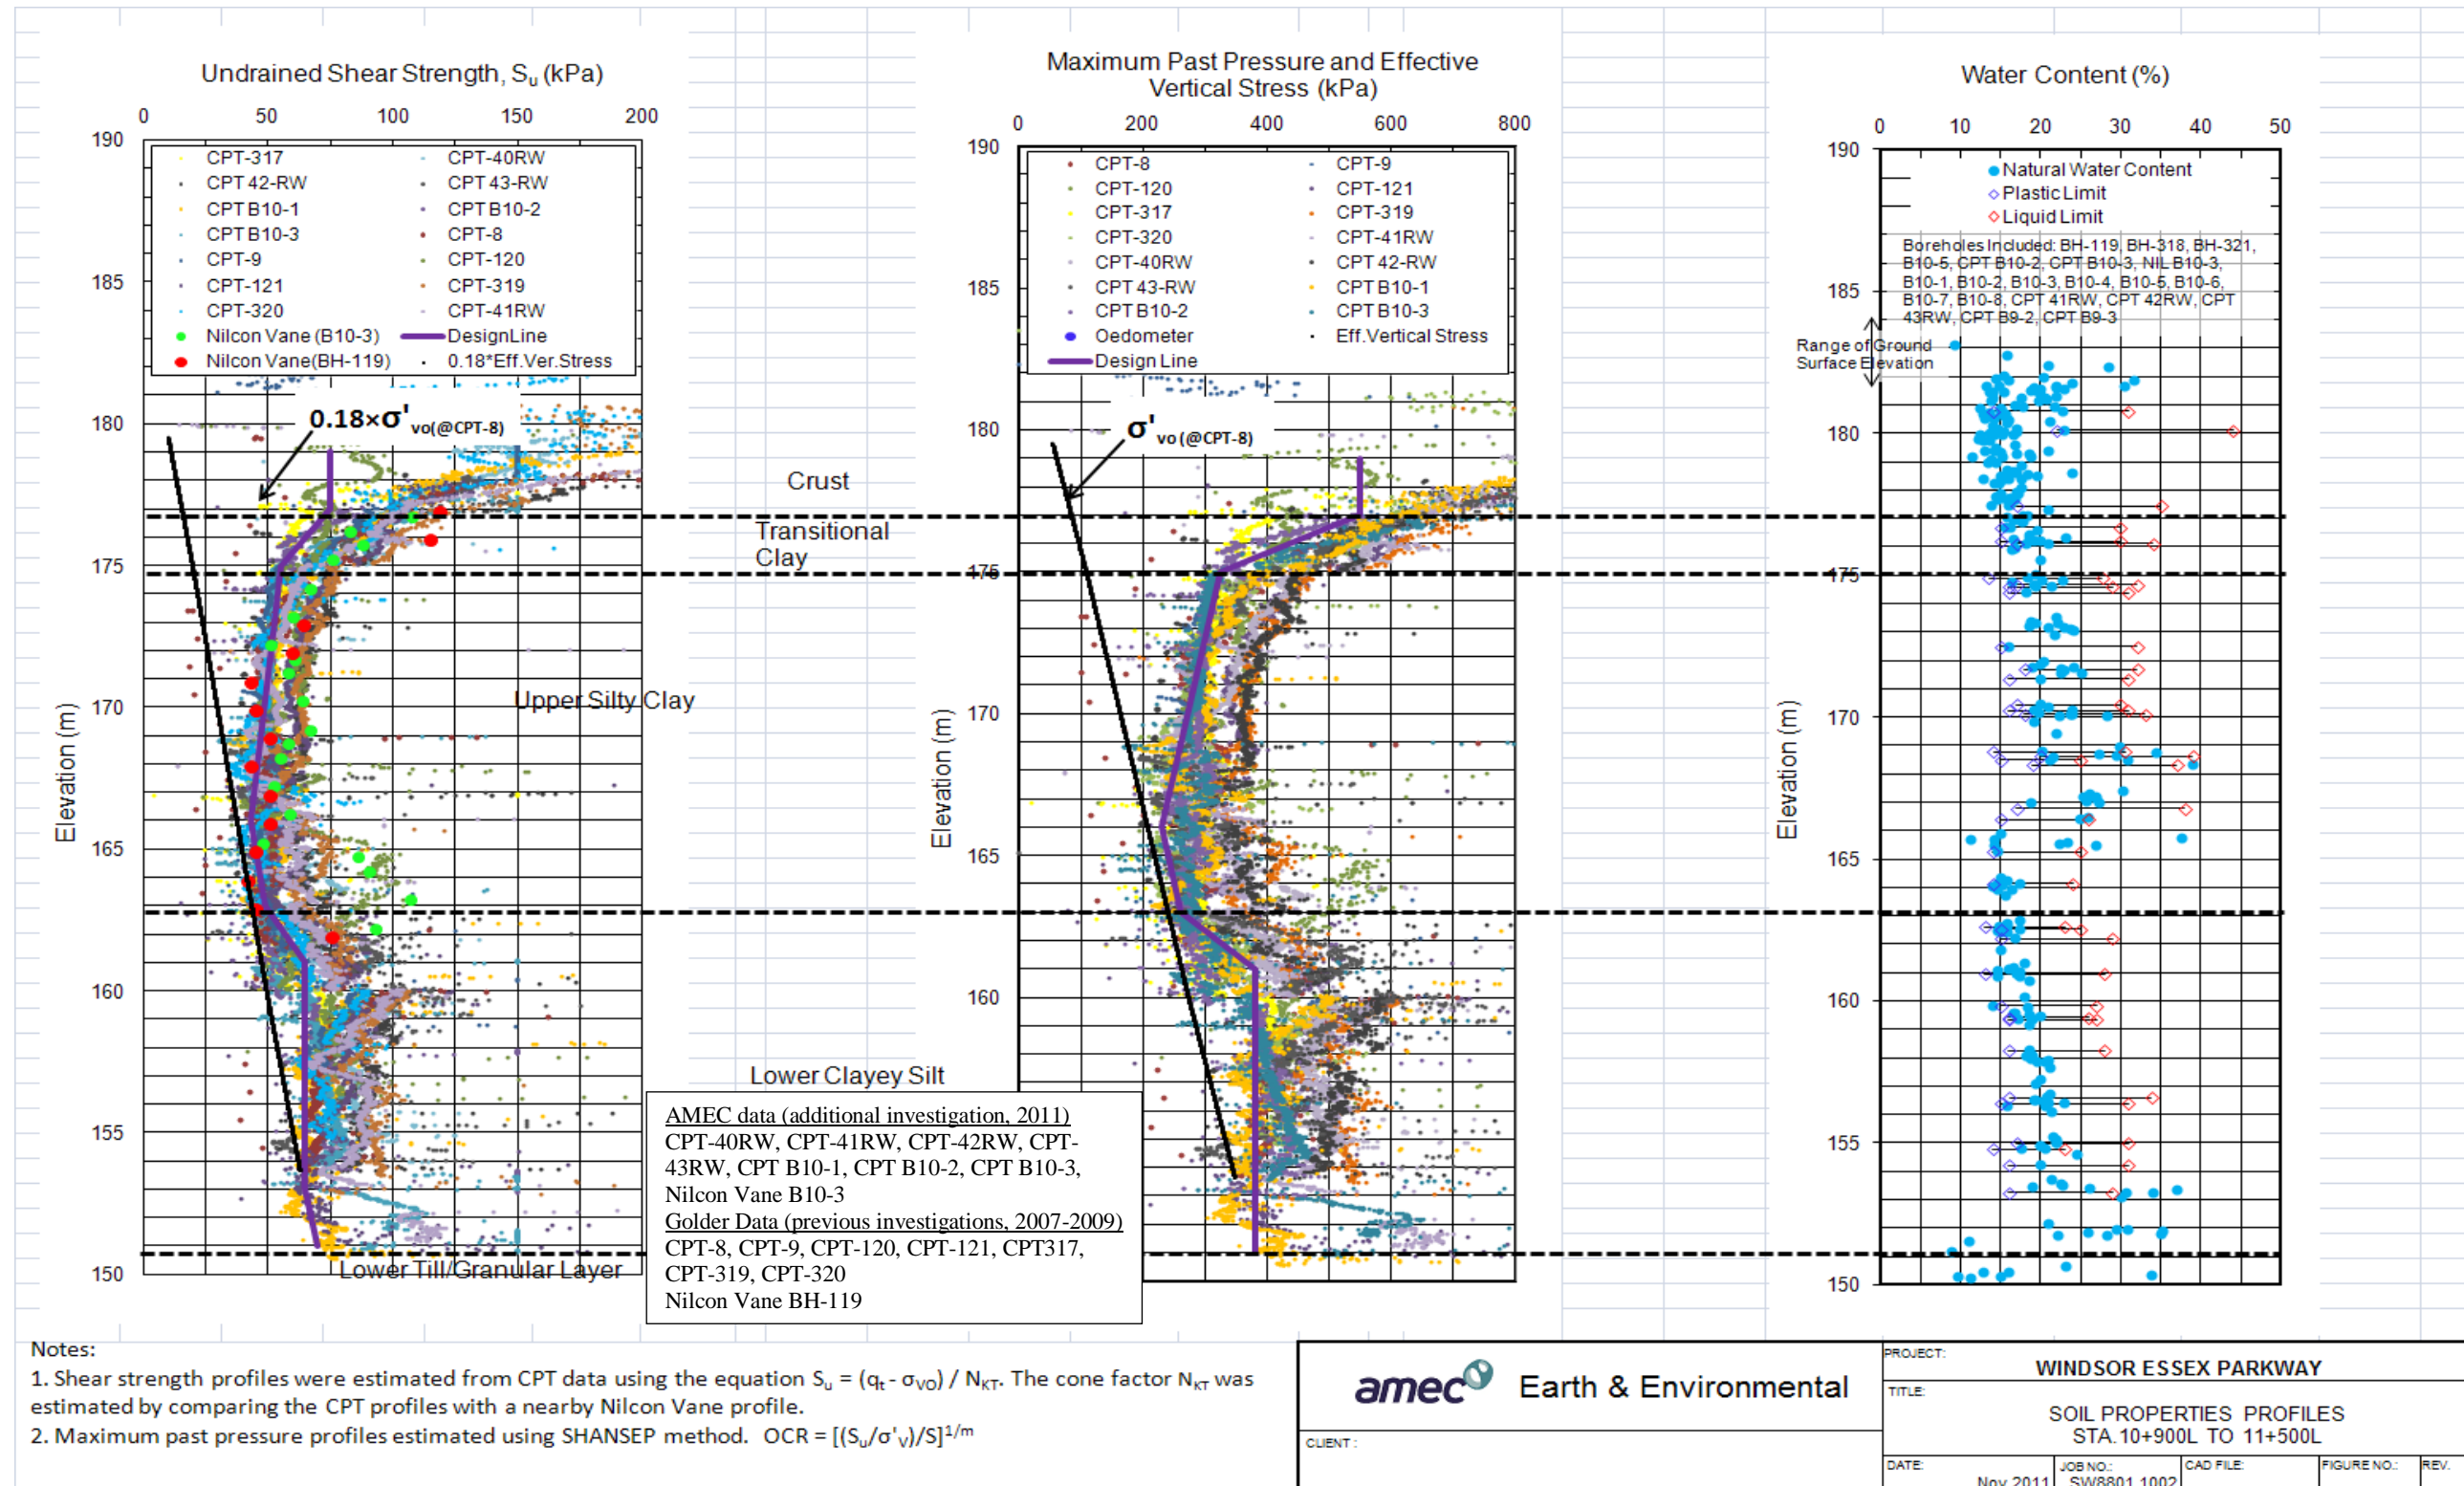 Undrained Shear Strength, Su (kPa)
0 50 100 150 200
190
185
180
175
170
165
160
155
150
Elevation (m)
CPT-317 CPT-40RW
CPT 42-RW CPT 43-RW
CPT B10-1 CPT B10-2
CPT B10-3 CPT-8
CPT-9 CPT-120
CPT-121 CPT-319
CPT-320 CPT-41RW
Nilcon Vane (B10-3) DesignLine
Nilcon Vane(BH-119) 0.18*Eff.Ver.Stress
0.18×σ'vo(@CPT-8)
Crust
Transitional
Clay
Upper Silty Clay
Lower Clayey Silt
Lower Till/Granular Layer
Maximum Past Pressure and Effective
Vertical Stress (kPa)
0 200 400 600 800
190
185
180
175
170
165
160
Elevation (m)
CPT-8 CPT-9
CPT-120 CPT-121
CPT-317 CPT-319
CPT-320 CPT-41RW
CPT-40RW CPT 42-RW
CPT 43-RW CPT B10-1
CPT B10-2 CPT B10-3
Oedometer Eff.Vertical Stress
Design Line
σ'vo (@CPT-8)
AMEC data (additional investigation, 2011)
CPT-40RW, CPT-41RW, CPT-42RW, CPT-
43RW, CPT B10-1, CPT B10-2, CPT B10-3,
Nilcon Vane B10-3
Golder Data (previous investigations, 2007-2009)
CPT-8, CPT-9, CPT-120, CPT-121, CPT317,
CPT-319, CPT-320
Nilcon Vane BH-119
Water Content (%)
0 10 20 30 40 50
190
185
180
175
170
165
160
155
150
Elevation (m)
Natural Water Content
Plastic Limit
Liquid Limit
Boreholes Included: BH-119, BH-318, BH-321,
B10-5, CPT B10-2, CPT B10-3, NIL B10-3,
B10-1, B10-2, B10-3, B10-4, B10-5, B10-6,
B10-7, B10-8, CPT 41RW, CPT 42RW, CPT
43RW, CPT B9-2, CPT B9-3
Range of Ground
Surface Elevation
Notes:
1. Shear strength profiles were estimated from CPT data using the equation Su = (qt - σVO) / NKT. The cone factor NKT was
estimated by comparing the CPT profiles with a nearby Nilcon Vane profile.
2. Maximum past pressure profiles estimated using SHANSEP method. OCR = [(Su/σ'v)/S]1/m
amec Earth & Environmental
CLIENT :
PROJECT:
WINDSOR ESSEX PARKWAY
TITLE:
SOIL PROPERTIES PROFILES
STA.10+900L TO 11+500L
DATE: JOB NO.: CAD FILE: FIGURE NO.: REV.
Nov 2011 SW8801.1002